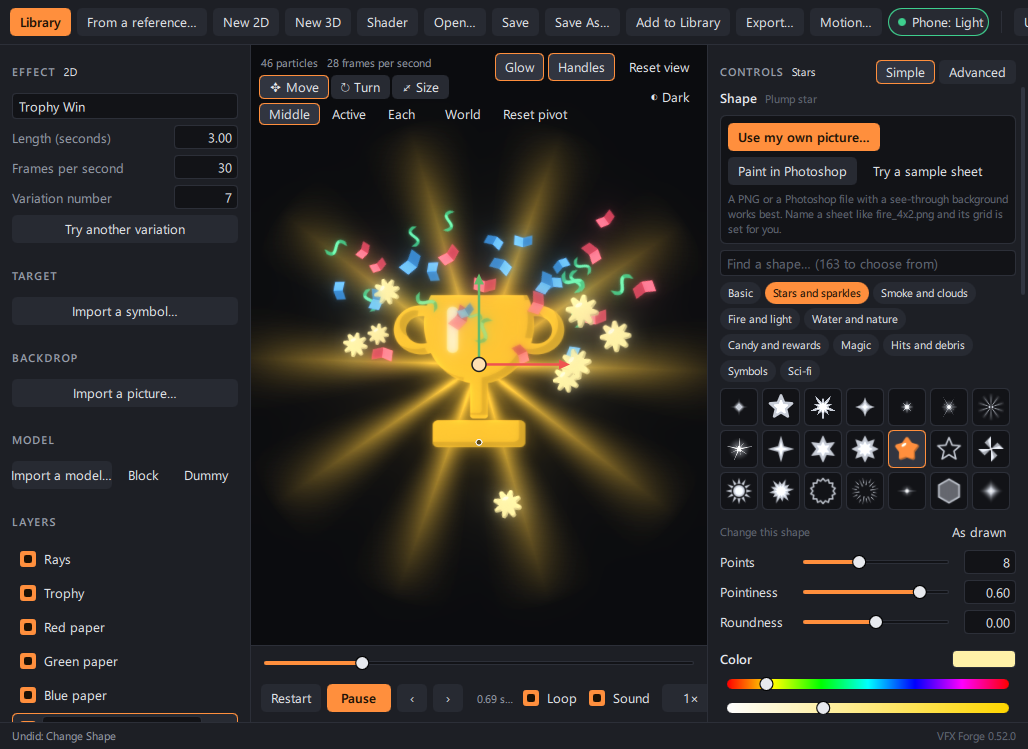 Library
From a reference...
New 2D
New 3D
Shader
Open...
Save
Save As...
Add to Library
Export...
Motion...
Phone: Light
EFFECT 2D
Trophy Win
Length (seconds) 3.00
Frames per second 30
Variation number 7
Try another variation
TARGET
Import a symbol...
BACKDROP
Import a picture...
MODEL
Import a model... Block Dummy
LAYERS
Rays
Trophy
Red paper
Green paper
Blue paper
46 particles 28 frames per second
Glow Handles Reset view
Move Turn Size
Dark
Middle Active Each World Reset pivot
Restart Pause ‹ › 0.69 s... Loop Sound 1×
CONTROLS Stars Simple Advanced
Shape Plump star
Use my own picture...
Paint in Photoshop Try a sample sheet
A PNG or a Photoshop file with a see-through background
works best. Name a sheet like fire_4x2.png and its grid is
set for you.
Find a shape... (163 to choose from)
Basic Stars and sparkles Smoke and clouds
Fire and light Water and nature
Candy and rewards Magic Hits and debris
Symbols Sci-fi
Change this shape As drawn
Points 8
Pointiness 0.60
Roundness 0.00
Color
Undid: Change Shape
VFX Forge 0.52.0